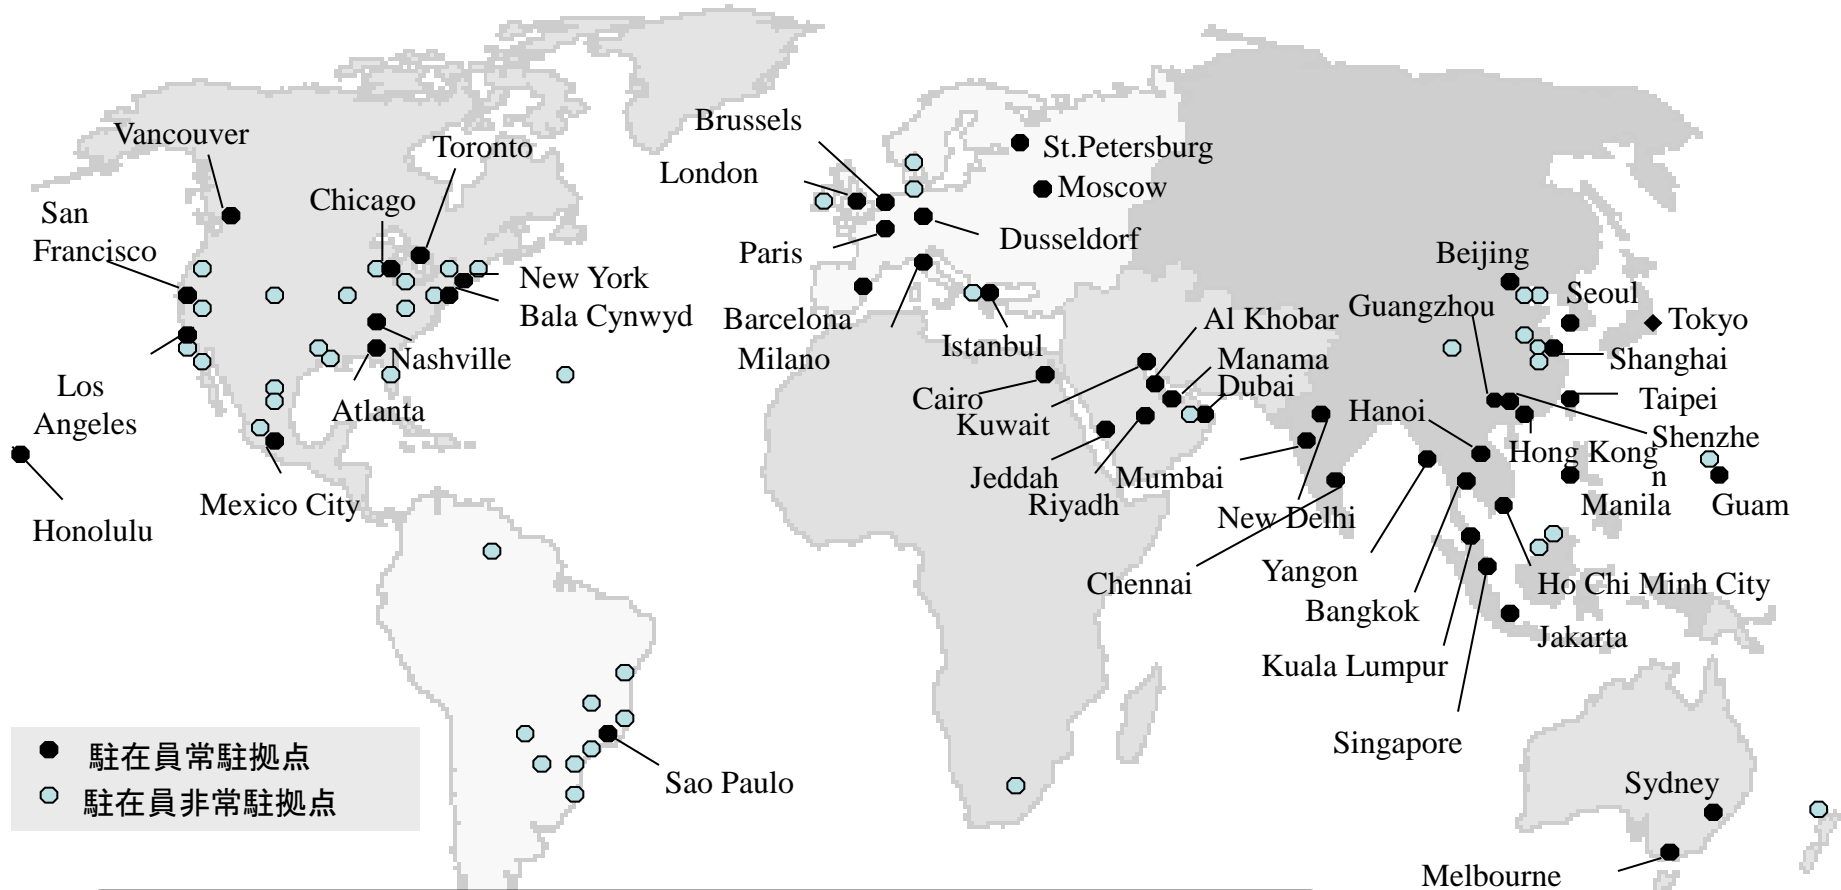 Vancouver
Toronto
Chicago
San
Francisco
New York
Bala Cynwyd
Nashville
Los
Angeles
Atlanta
Mexico City
Honolulu
Sao Paulo
Brussels
London
St.Petersburg
Moscow
Paris
Dusseldorf
Barcelona
Milano
Istanbul
Al Khobar
Manama
Dubai
Cairo
Kuwait
Jeddah
Riyadh
Mumbai
New Delhi
Chennai
Beijing
Guangzhou
Seoul
Tokyo
Shanghai
Taipei
Hanoi
Shenzhe
n
Hong Kong
Manila
Guam
Yangon
Bangkok
Ho Chi Minh City
Jakarta
Kuala Lumpur
Singapore
Sydney
Melbourne
駐在員常駐拠点
駐在員非常駐拠点